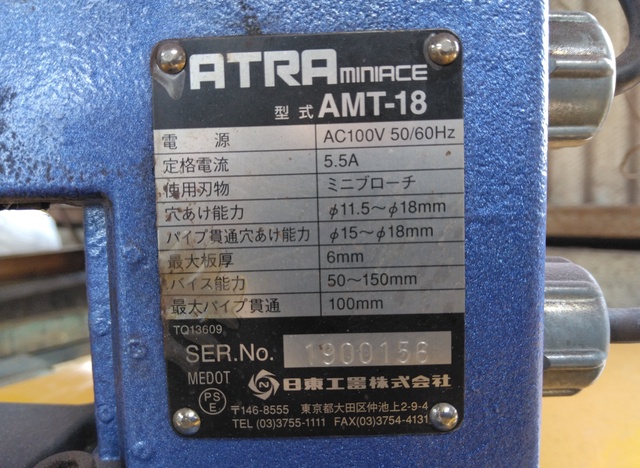 ATRA MINIACE
型式 AMT-18
電源 AC100V 50/60Hz
定格電流 5.5A
使用刃物 ミニブローチ
穴あけ能力 φ11.5～φ18mm
パイプ貫通穴あけ能力 φ15～φ18mm
最大板厚 6mm
バイス能力 50～150mm
最大パイプ貫通 100mm
TQ13609
SER.No. 1900156
MEDOT 日東工器株式会社
PS
E
〒146-8555 東京都大田区仲池上2-9-4
TEL (03)3755-1111 FAX(03)3754-4131